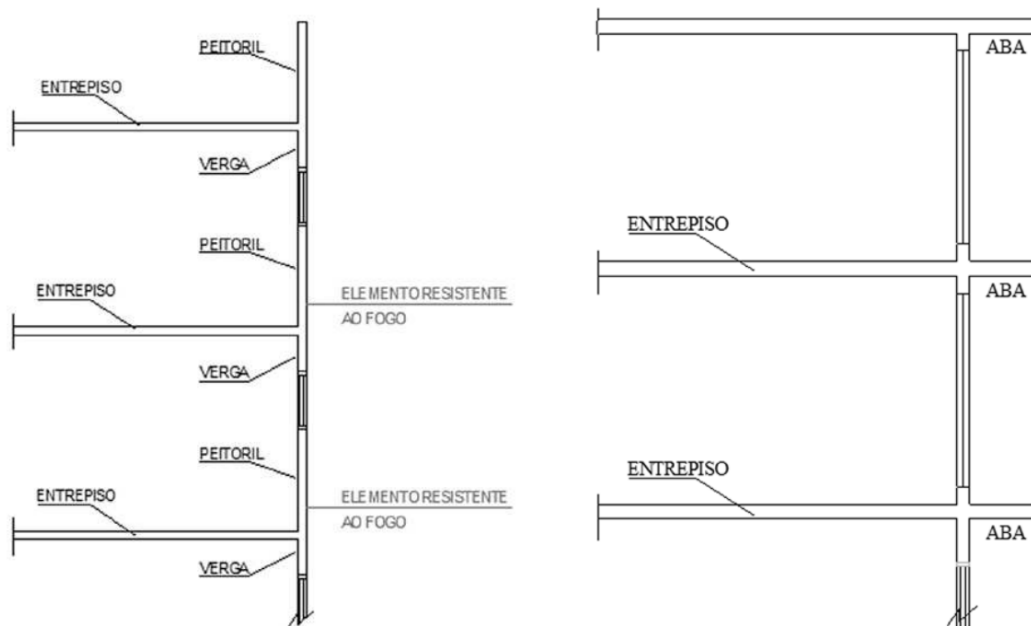 PEITORIL
ENTREPISO
VERGA
PEITORIL
ENTREPISO
ELEMENTO RESISTENTE
AO FOGO
VERGA
PEITORIL
ENTREPISO
ELEMENTO RESISTENTE
AO FOGO
VERGA
ABA
ENTREPISO
ABA
ENTREPISO
ABA